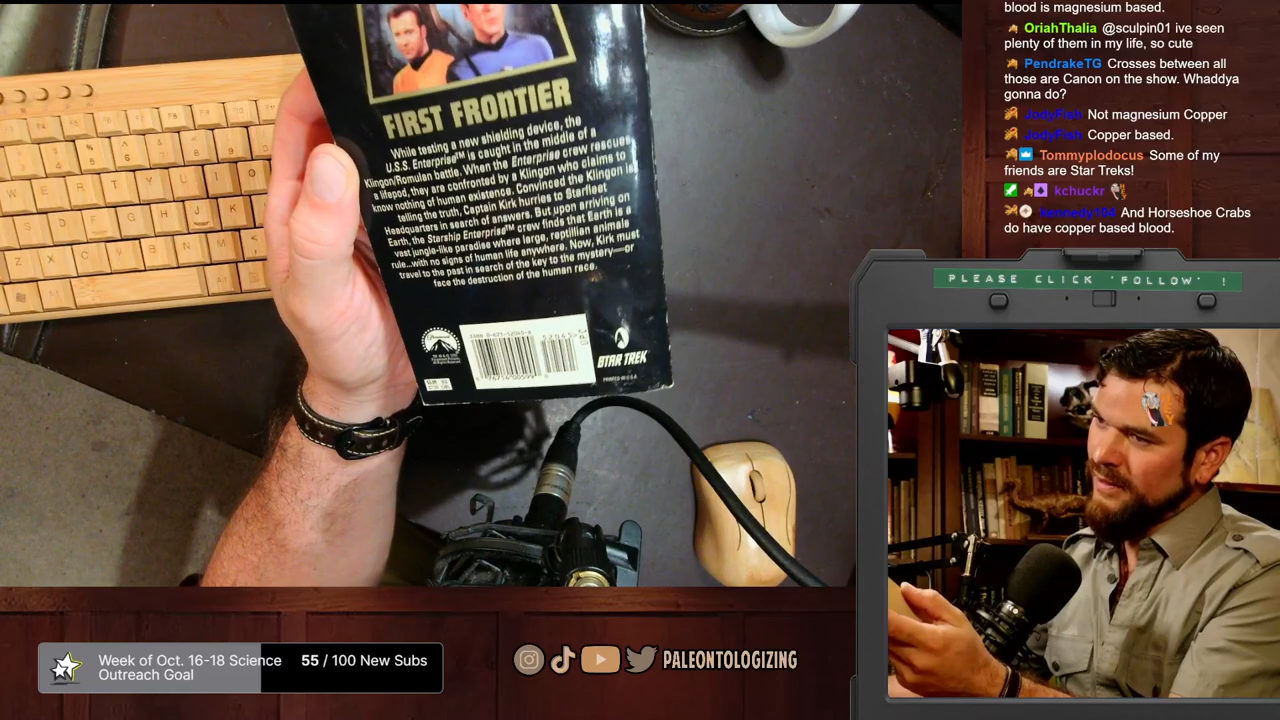 FIRST FRONTIER
While testing a new shielding device, the
U.S.S. Enterprise™ is caught in the middle of a
Klingon/Romulan battle. When the Enterprise crew rescues
a lifepod, they are confronted by a Klingon who claims to
know nothing of human existence. Convinced the Klingon is
telling the truth, Captain Kirk hurries to Starfleet
Headquarters in search of answers. But upon arriving on
Earth, the Starship Enterprise™ crew finds that Earth is a
vast jungle-like paradise where large, reptilian animals
rule...with no signs of human life anywhere. Now, Kirk must
travel to the past in search of the key to the mystery—or
face the destruction of the human race.
Paramount
STAR TREK
PRINTED IN U.S.A.
blood is magnesium based.
OriahThalia @sculpin01 ive seen
plenty of them in my life, so cute
PendrakeTG Crosses between all
those are Canon on the show. Whaddya
gonna do?
JodyFish Not magnesium Copper
JodyFish Copper based.
Tommyplodocus Some of my
friends are Star Treks!
kchuckr
kennedy104 And Horseshoe Crabs
do have copper based blood.
PLEASE CLICK "FOLLOW" !
Week of Oct. 16-18 Science
Outreach Goal
55 / 100 New Subs
PALEONTOLOGIZING